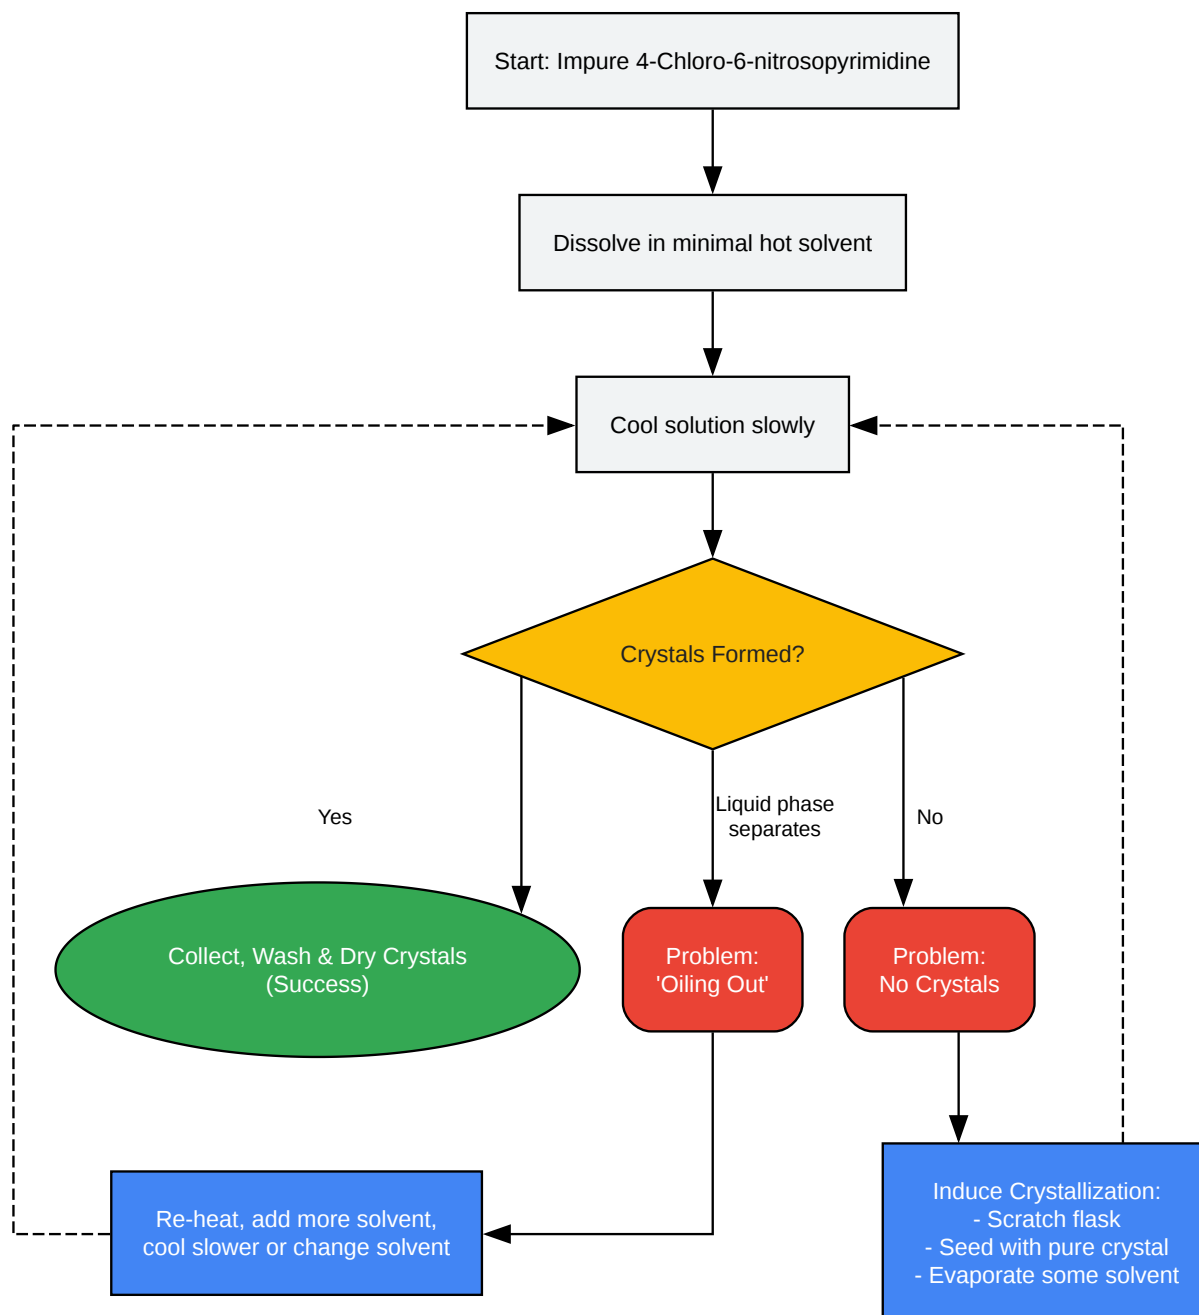 Start: Impure 4-Chloro-6-nitrosopyrimidine
Dissolve in minimal hot solvent
Cool solution slowly
Crystals Formed?
Yes
Liquid phase
separates
No
Collect, Wash & Dry Crystals
(Success)
Problem:
'Oiling Out'
Problem:
No Crystals
Re-heat, add more solvent,
cool slower or change solvent
Induce Crystallization:
- Scratch flask
- Seed with pure crystal
- Evaporate some solvent